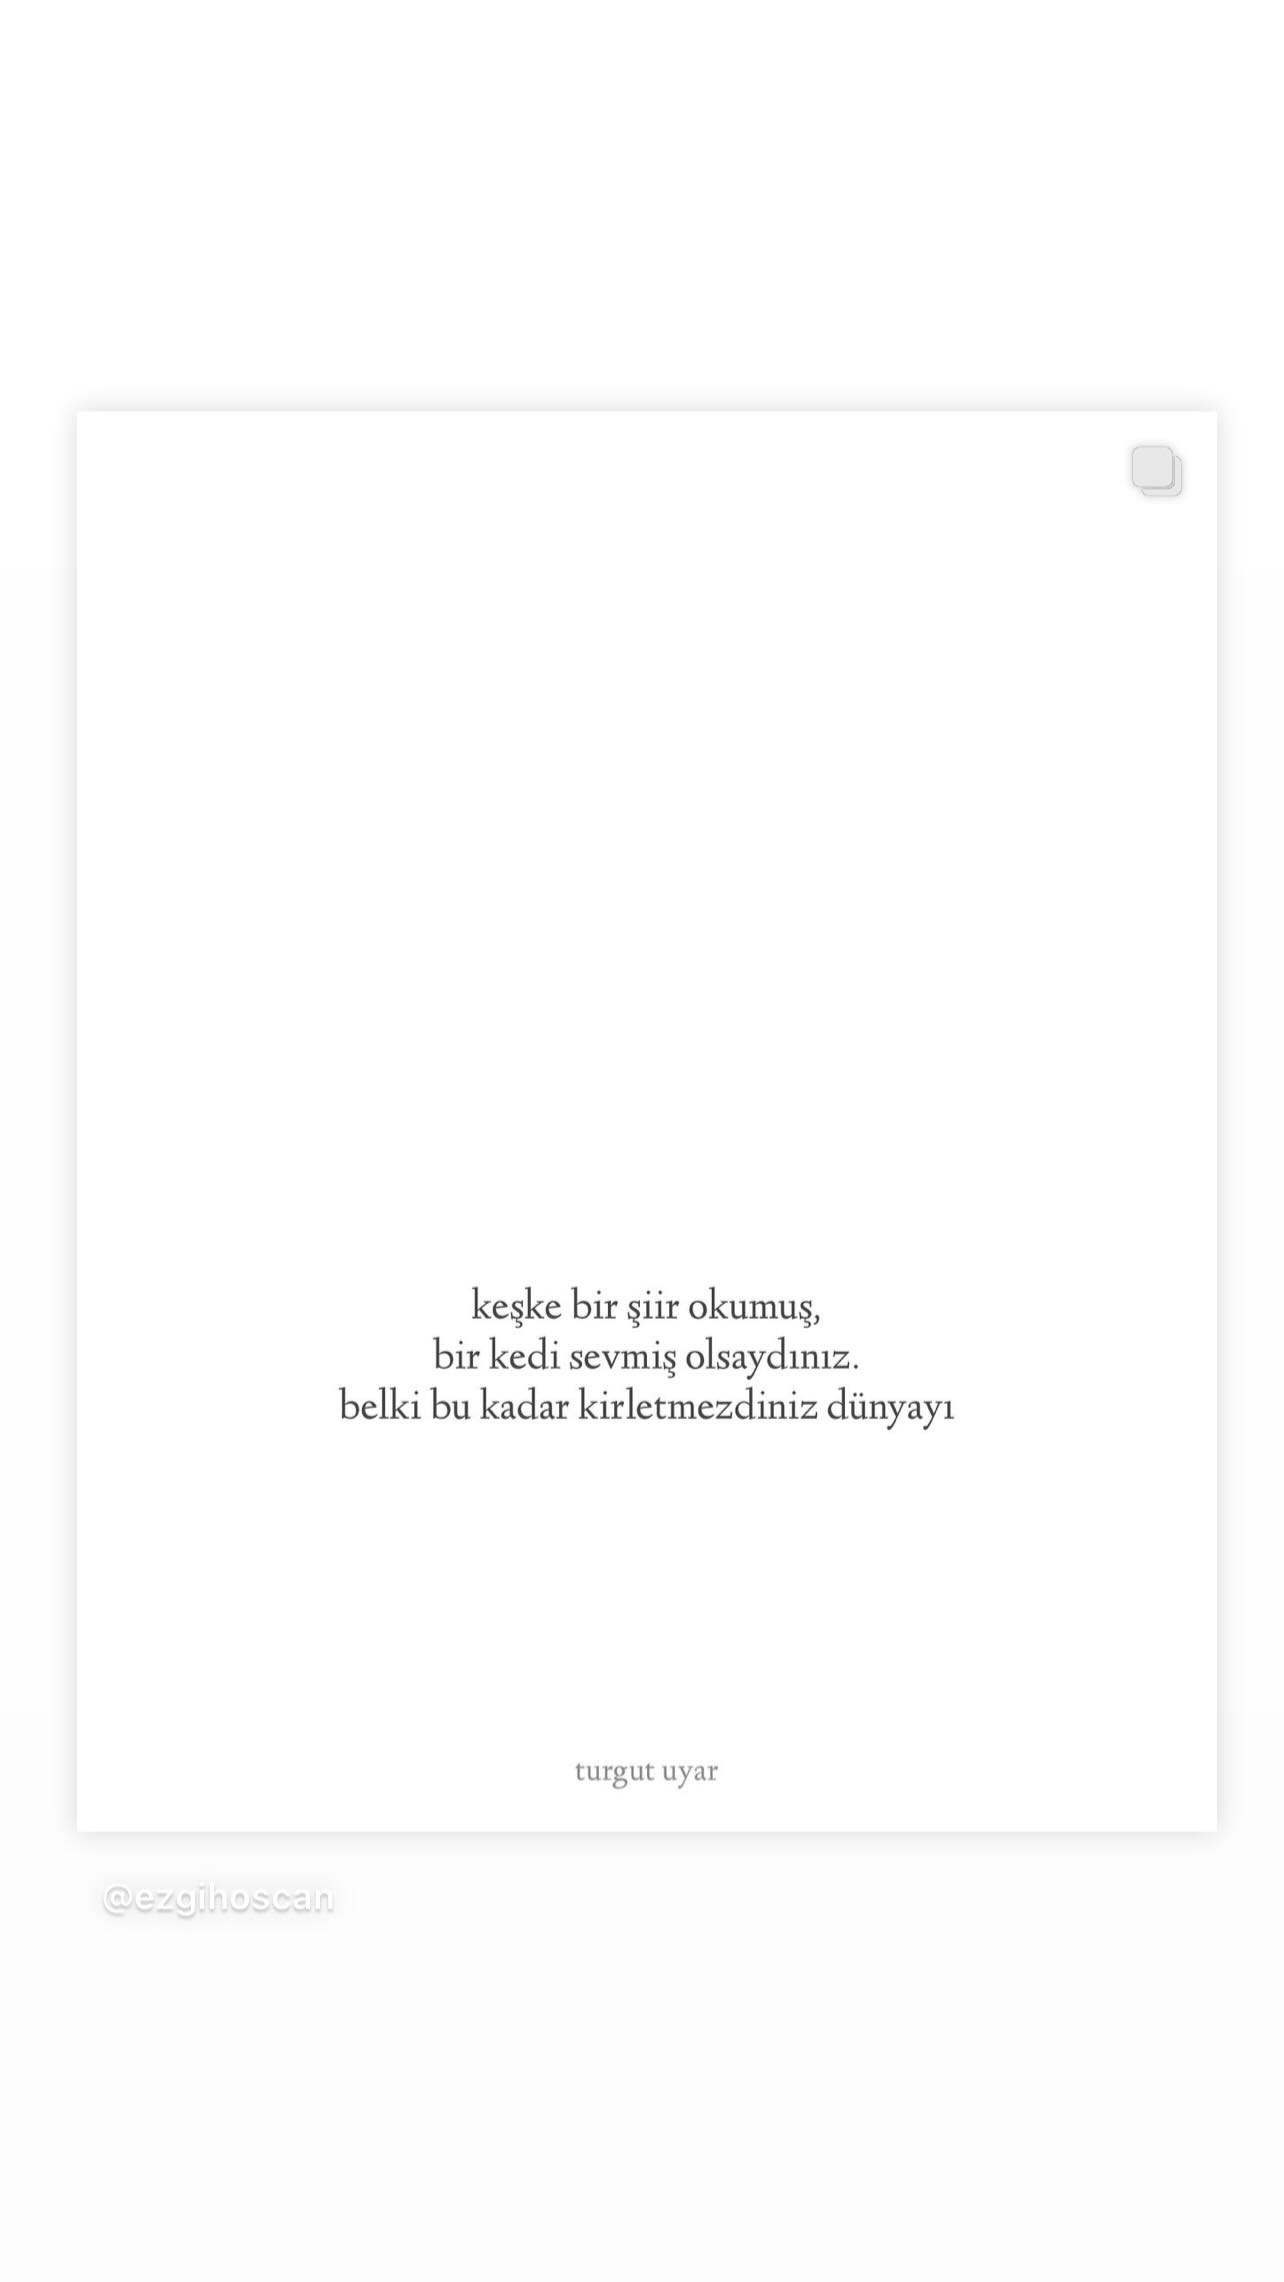 keşke bir şiir okumuş,
bir kedi sevmiş olsaydınız.
belki bu kadar kirletmezdiniz dünyayı
turgut uyar
@ezgihoscan